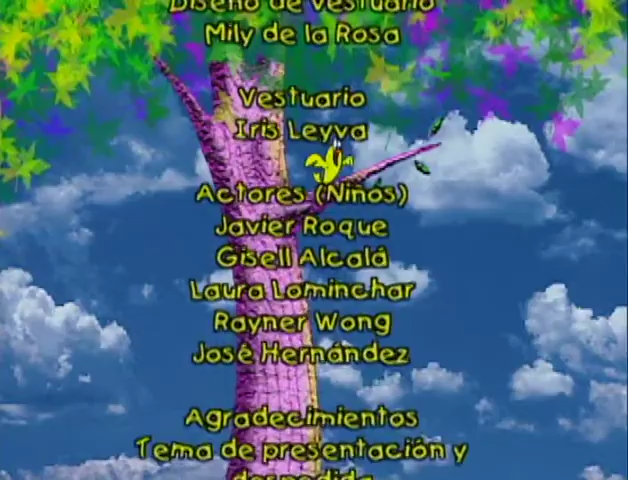 Diseño de vestuario
Mily de la Rosa
Vestuario
Iris Leyva
Actores (Niños)
Javier Roque
Gisell Alcalá
Laura Lominchar
Rayner Wong
José Hernández
Agradecimientos
Tema de presentación y
despedida